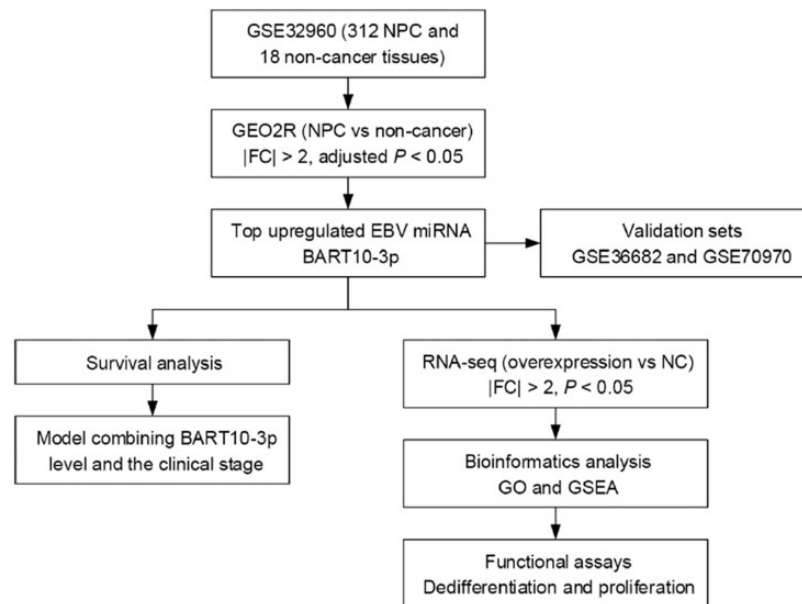 GSE32960 (312 NPC and
18 non-cancer tissues)
GEO2R (NPC vs non-cancer)
|FC| > 2, adjusted P < 0.05
Top upregulated EBV miRNA
BART10-3p
Validation sets
GSE36682 and GSE70970
Survival analysis
Model combining BART10-3p
level and the clinical stage
RNA-seq (overexpression vs NC)
|FC| > 2, P < 0.05
Bioinformatics analysis
GO and GSEA
Functional assays
Dedifferentiation and proliferation